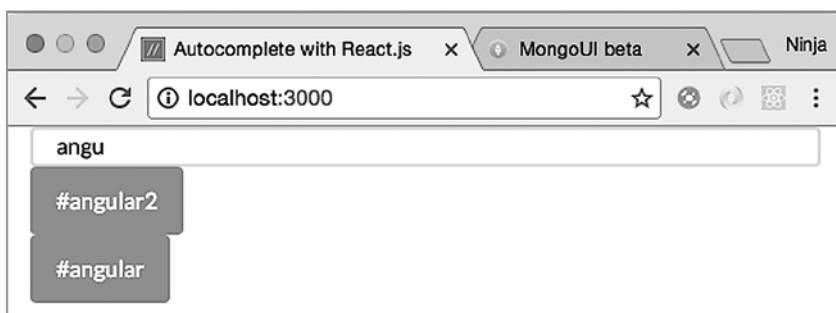 Autocomplete with React.js
MongoUI beta
Ninja
localhost:3000
angu
#angular2
#angular